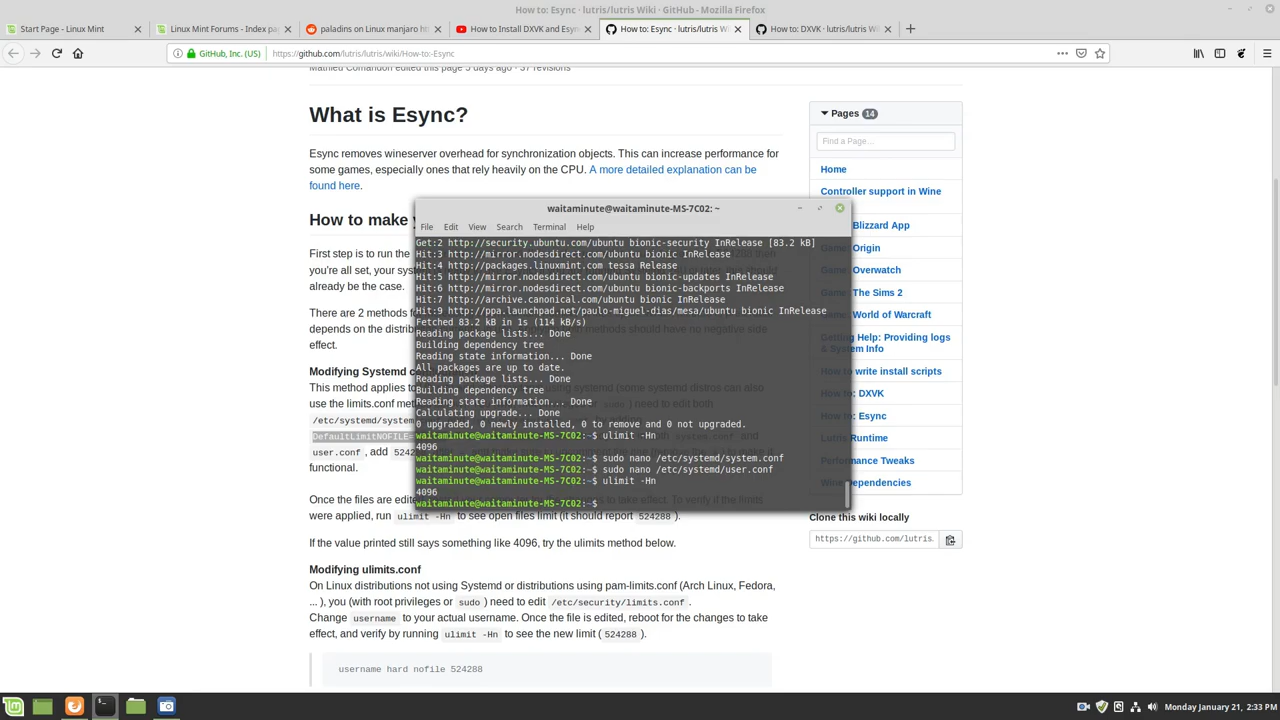 How to: Esync · lutris/lutris Wiki · GitHub - Mozilla Firefox
Start Page - Linux Mint
Linux Mint Forums - Index pa
paladins on Linux manjaro ht
How to Install DXVK and Esyn
How to: Esync · lutris/lutris Wi
How to: DXVK · lutris/lutris Wi
GitHub, Inc. (US)
https://github.com/lutris/lutris/wiki/How-to:-Esync
Mathieu Comandon edited this page 5 days ago · 37 revisions
What is Esync?
Esync removes wineserver overhead for synchronization objects. This can increase performance for
some games, especially ones that rely heavily on the CPU. A more detailed explanation can be
found here.
How to make
First step is to run the
you're all set, your syst
already be the case.
There are 2 methods f
depends on the distrib
effect.
Modifying Systemd c
This method applies to
use the limits.conf met
/etc/systemd/system
DefaultLimitNOFILE=
user.conf , add 5242
functional.
Once the files are edite
were applied, run ulimit -Hn to see open files limit (it should report 524288 ).
If the value printed still says something like 4096, try the ulimits method below.
Modifying ulimits.conf
On Linux distributions not using Systemd or distributions using pam-limits.conf (Arch Linux, Fedora,
... ), you (with root privileges or sudo ) need to edit /etc/security/limits.conf .
Change username to your actual username. Once the file is edited, reboot for the changes to take
effect, and verify by running ulimit -Hn to see the new limit ( 524288 ).
username hard nofile 524288
waitaminute@waitaminute-MS-7C02: ~
File Edit View Search Terminal Help
Get:2 http://security.ubuntu.com/ubuntu bionic-security InRelease [83.2 kB]
Hit:3 http://mirror.nodesdirect.com/ubuntu bionic InRelease
Hit:4 http://packages.linuxmint.com tessa Release
Hit:5 http://mirror.nodesdirect.com/ubuntu bionic-updates InRelease
Hit:6 http://mirror.nodesdirect.com/ubuntu bionic-backports InRelease
Hit:7 http://archive.canonical.com/ubuntu bionic InRelease
Hit:9 http://ppa.launchpad.net/paulo-miguel-dias/mesa/ubuntu bionic InRelease
Fetched 83.2 kB in 1s (114 kB/s)
Reading package lists... Done
Building dependency tree
Reading state information... Done
All packages are up to date.
Reading package lists... Done
Building dependency tree
Reading state information... Done
Calculating upgrade... Done
0 upgraded, 0 newly installed, 0 to remove and 0 not upgraded.
waitaminute@waitaminute-MS-7C02:~$ ulimit -Hn
4096
waitaminute@waitaminute-MS-7C02:~$ sudo nano /etc/systemd/system.conf
waitaminute@waitaminute-MS-7C02:~$ sudo nano /etc/systemd/user.conf
waitaminute@waitaminute-MS-7C02:~$ ulimit -Hn
4096
waitaminute@waitaminute-MS-7C02:~$
Pages 14
Find a Page...
Home
Controller support in Wine
Blizzard App
Game: Origin
Game: Overwatch
Game: The Sims 2
Game: World of Warcraft
Getting Help: Providing logs
& System Info
How to write install scripts
How to: DXVK
How to: Esync
Lutris Runtime
Performance Tweaks
Wine Dependencies
Clone this wiki locally
https://github.com/lutris.
Monday January 21, 2:33 PM